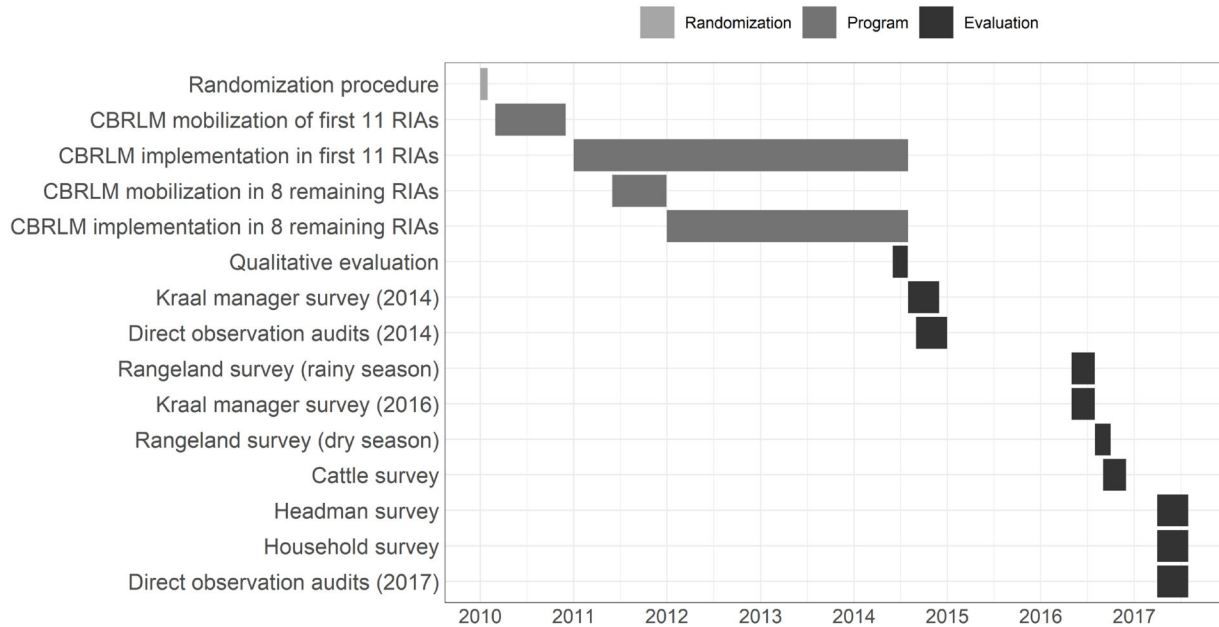 Randomization Program Evaluation
Randomization procedure
CBRLM mobilization of first 11 RIAs
CBRLM implementation in first 11 RIAs
CBRLM mobilization in 8 remaining RIAs
CBRLM implementation in 8 remaining RIAs
Qualitative evaluation
Kraal manager survey (2014)
Direct observation audits (2014)
Rangeland survey (rainy season)
Kraal manager survey (2016)
Rangeland survey (dry season)
Cattle survey
Headman survey
Household survey
Direct observation audits (2017)
2010 2011 2012 2013 2014 2015 2016 2017